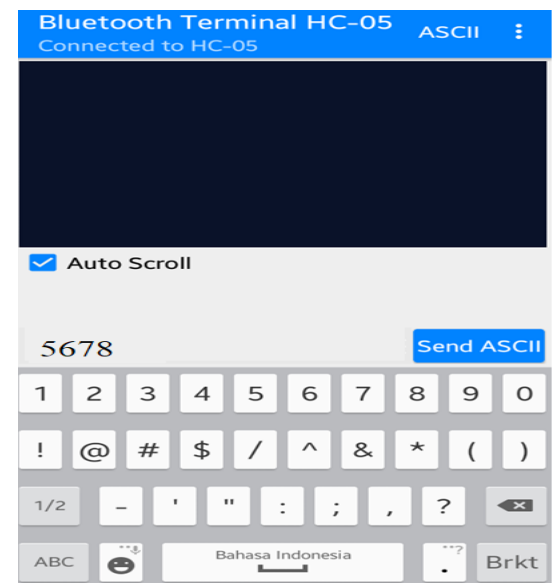 Bluetooth Terminal HC-05
Connected to HC-05
ASCII
Auto Scroll
5678
Send ASCII
1 2 3 4 5 6 7 8 9 0
! @ # $ / ^ & * ( )
1/2 - ' " : ; , ?
ABC Bahasa Indonesia . Brkt